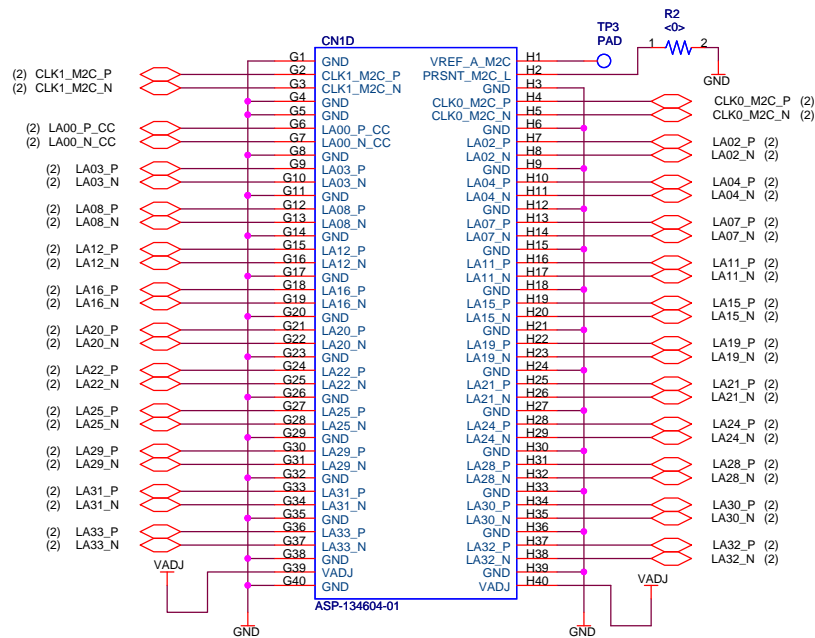 R2
<0>
TP3
PAD
1 2
GND
CN1D
G1 GND VREF_A_M2C H1
(2) CLK1_M2C_P G2 CLK1_M2C_P PRSNT_M2C_L H2
(2) CLK1_M2C_N G3 CLK1_M2C_N GND H3
G4 GND CLK0_M2C_P H4 CLK0_M2C_P (2)
G5 GND CLK0_M2C_N H5 CLK0_M2C_N (2)
(2) LA00_P_CC G6 LA00_P_CC GND H6
(2) LA00_N_CC G7 LA00_N_CC LA02_P H7 LA02_P (2)
G8 GND LA02_N H8 LA02_N (2)
(2) LA03_P G9 LA03_P GND H9
(2) LA03_N G10 LA03_N LA04_P H10 LA04_P (2)
G11 GND LA04_N H11 LA04_N (2)
(2) LA08_P G12 LA08_P GND H12
(2) LA08_N G13 LA08_N LA07_P H13 LA07_P (2)
G14 GND LA07_N H14 LA07_N (2)
(2) LA12_P G15 LA12_P GND H15
(2) LA12_N G16 LA12_N LA11_P H16 LA11_P (2)
G17 GND LA11_N H17 LA11_N (2)
(2) LA16_P G18 LA16_P GND H18
(2) LA16_N G19 LA16_N LA15_P H19 LA15_P (2)
G20 GND LA15_N H20 LA15_N (2)
(2) LA20_P G21 LA20_P GND H21
(2) LA20_N G22 LA20_N LA19_P H22 LA19_P (2)
G23 GND LA19_N H23 LA19_N (2)
(2) LA22_P G24 LA22_P GND H24
(2) LA22_N G25 LA22_N LA21_P H25 LA21_P (2)
G26 GND LA21_N H26 LA21_N (2)
(2) LA25_P G27 LA25_P GND H27
(2) LA25_N G28 LA25_N LA24_P H28 LA24_P (2)
G29 GND LA24_N H29 LA24_N (2)
(2) LA29_P G30 LA29_P GND H30
(2) LA29_N G31 LA29_N LA28_P H31 LA28_P (2)
G32 GND LA28_N H32 LA28_N (2)
(2) LA31_P G33 LA31_P GND H33
(2) LA31_N G34 LA31_N LA30_P H34 LA30_P (2)
G35 GND LA30_N H35 LA30_N (2)
(2) LA33_P G36 LA33_P GND H36
(2) LA33_N G37 LA33_N LA32_P H37 LA32_P (2)
G38 GND LA32_N H38 LA32_N (2)
VADJ G39 VADJ GND H39
G40 GND VADJ H40 VADJ
ASP-134604-01
GND GND